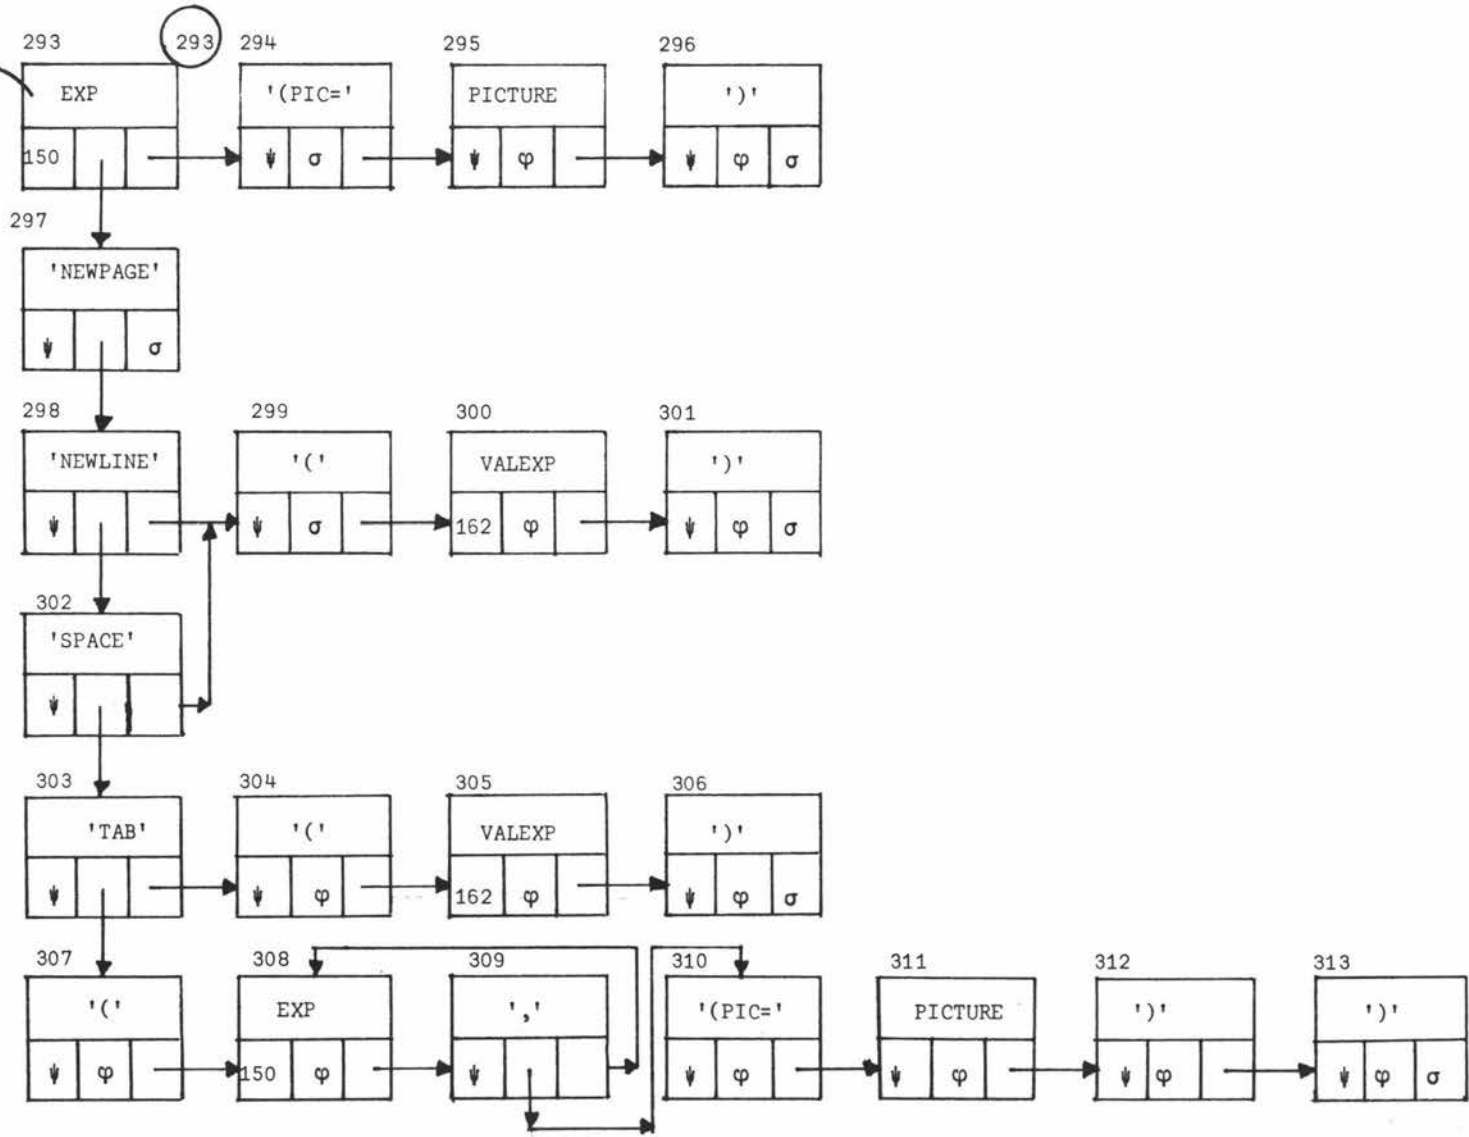 293 293 294 295 296
EXP '(PIC=' PICTURE ')'
150 ψ σ ψ φ ψ φ σ
297
'NEWPAGE'
ψ σ
298 299 300 301
'NEWLINE' '(' VALEXP ')'
ψ ψ σ 162 φ ψ φ σ
302
'SPACE'
ψ
303 304 305 306
'TAB' '(' VALEXP ')'
ψ ψ φ 162 φ ψ φ σ
307 308 309 310 311 312 313
'(' EXP ',' '(PIC=' PICTURE ')' ')'
ψ φ 150 φ ψ ψ φ ψ φ ψ φ ψ φ σ